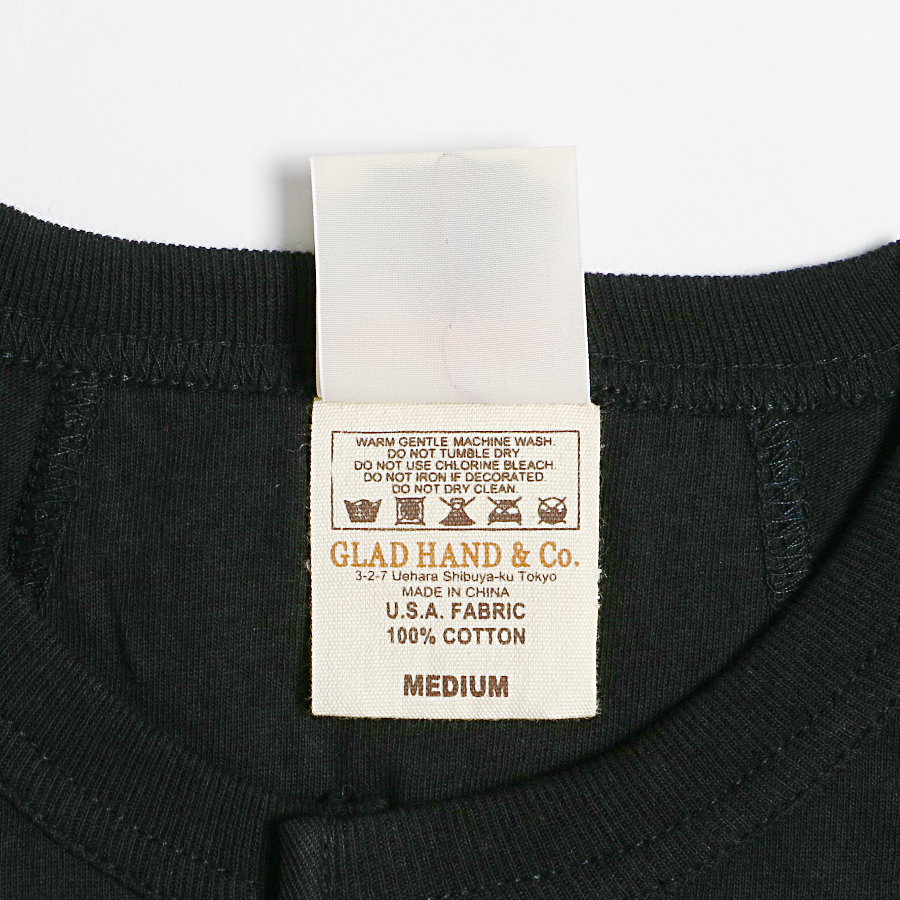 WARM GENTLE MACHINE WASH.
DO NOT TUMBLE DRY.
DO NOT USE CHLORINE BLEACH.
DO NOT IRON IF DECORATED.
DO NOT DRY CLEAN.
GLAD HAND & Co.
3-2-7 Uehara Shibuya-ku Tokyo
MADE IN CHINA
U.S.A. FABRIC
100% COTTON
MEDIUM